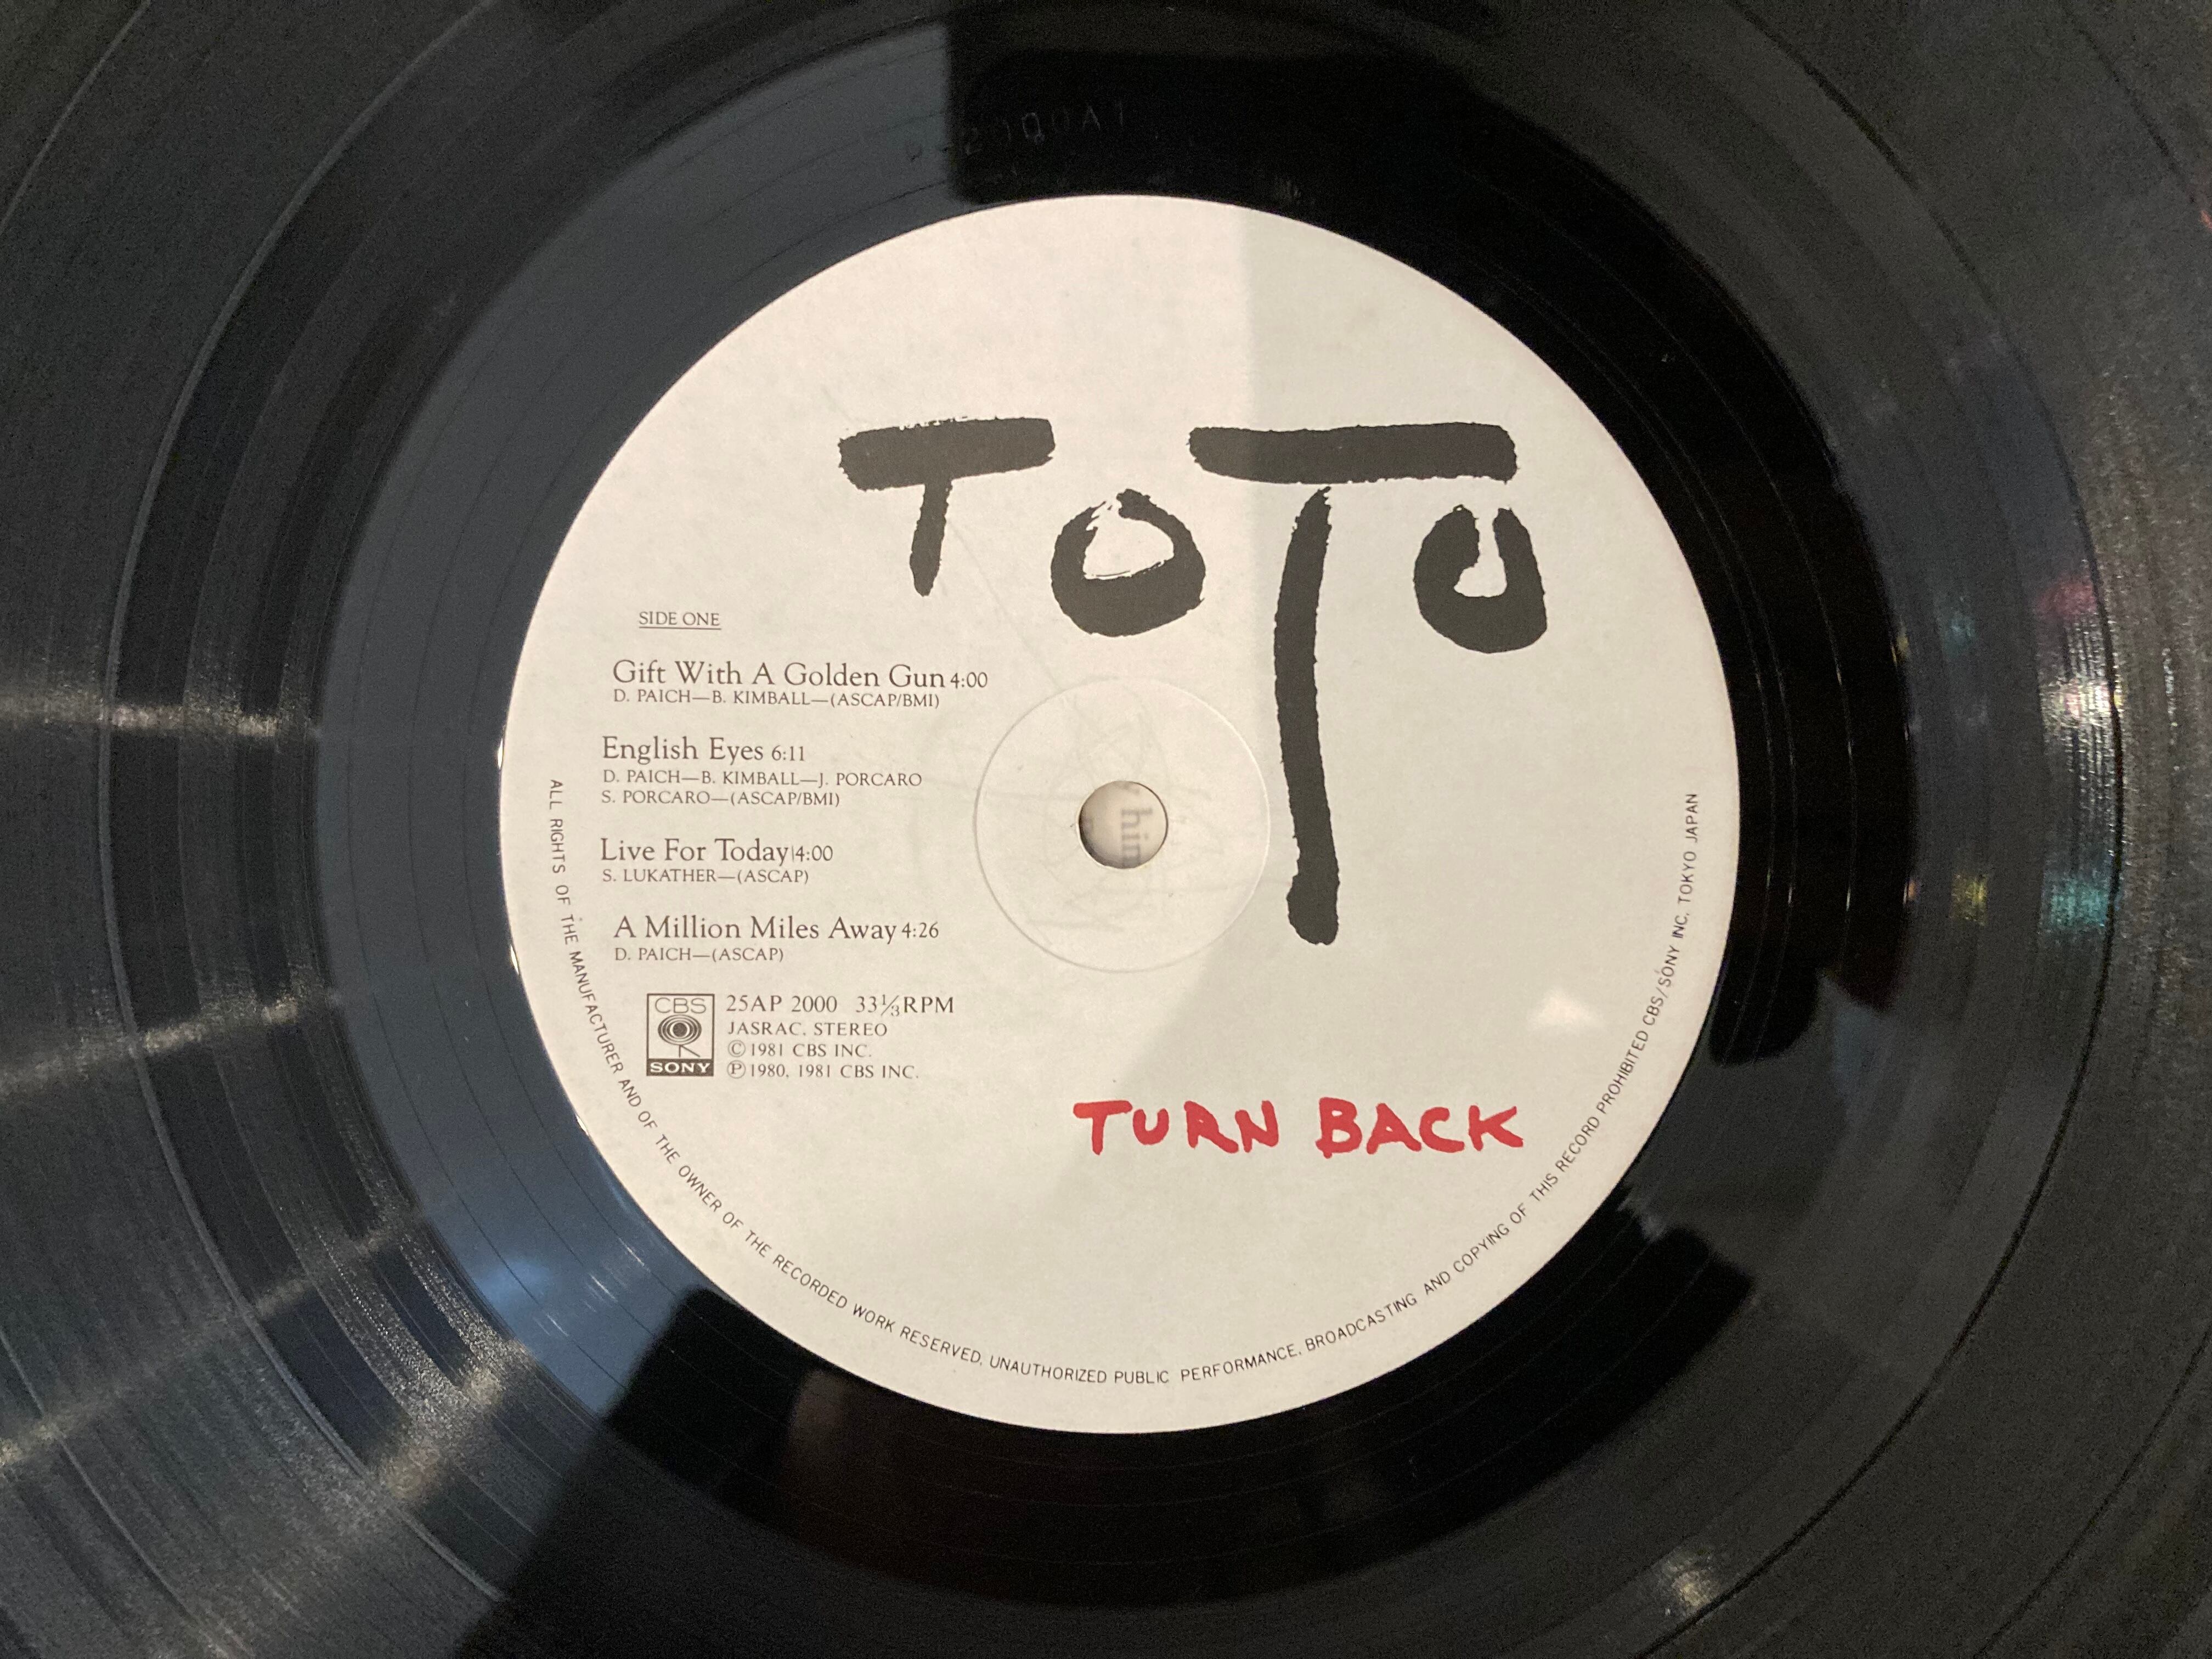 2000A1
TOTO
SIDE ONE
Gift With A Golden Gun 4:00
D. PAICH—B. KIMBALL—(ASCAP/BMI)
English Eyes 6:11
D. PAICH—B. KIMBALL—J. PORCARO
S. PORCARO—(ASCAP/BMI)
Live For Today 4:00
S. LUKATHER—(ASCAP)
A Million Miles Away 4:26
D. PAICH—(ASCAP)
CBS
SONY
25AP 2000 33⅓RPM
JASRAC. STEREO
Ⓒ1981 CBS INC.
Ⓟ1980, 1981 CBS INC.
TURN BACK
ALL RIGHTS OF THE MANUFACTURER AND OF THE OWNER OF THE RECORDED WORK RESERVED, UNAUTHORIZED PUBLIC PERFORMANCE, BROADCASTING AND COPYING OF THIS RECORD PROHIBITED CBS/SONY INC. TOKYO JAPAN